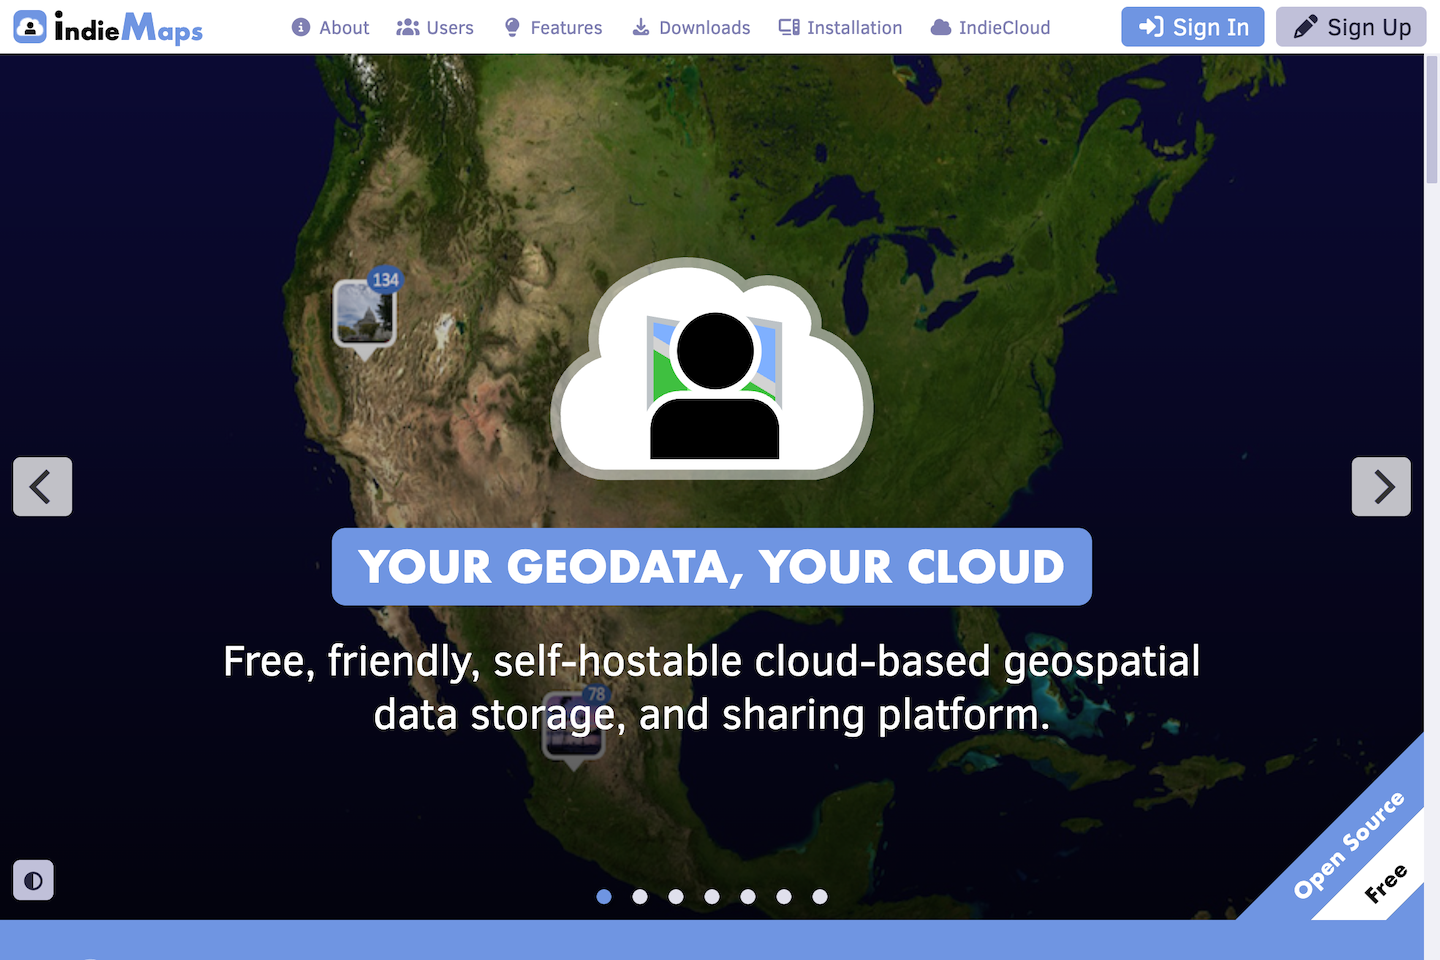 indieMaps
About
Users
Features
Downloads
Installation
IndieCloud
Sign In
Sign Up
134
YOUR GEODATA, YOUR CLOUD
Free, friendly, self-hostable cloud-based geospatial
data storage, and sharing platform.
78
Open Source
Free